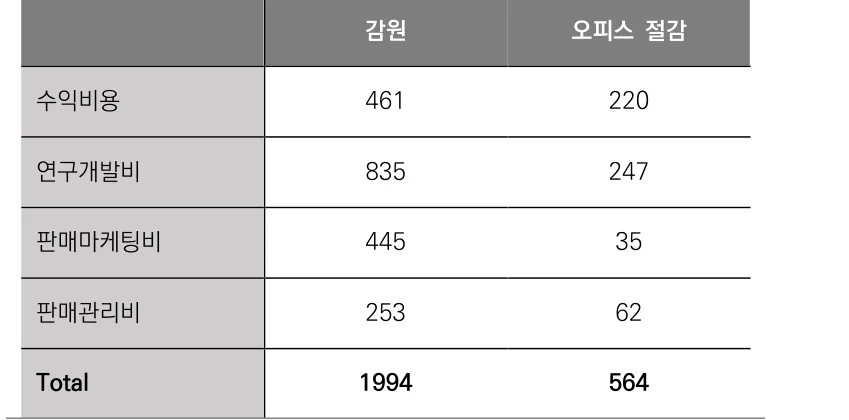 감원 오피스 절감
수익비용 461 220
연구개발비 835 247
판매마케팅비 445 35
판매관리비 253 62
Total 1994 564